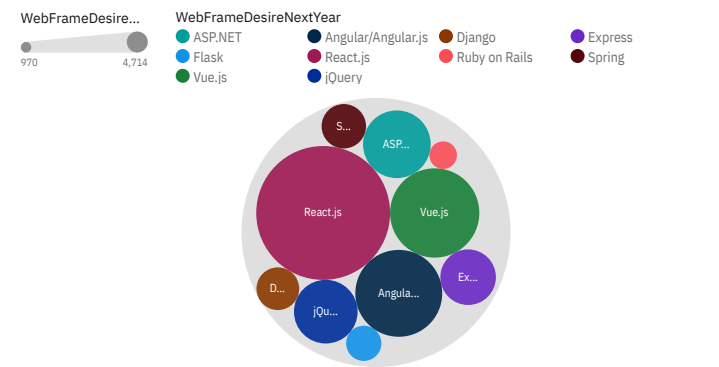 WebFrameDesire...
970
4,714
WebFrameDesireNextYear
ASP.NET
Angular/Angular.js
Django
Express
Flask
React.js
Ruby on Rails
Spring
Vue.js
jQuery
S...
ASP...
React.js
Vue.js
Ex...
D...
Angula...
jQu...